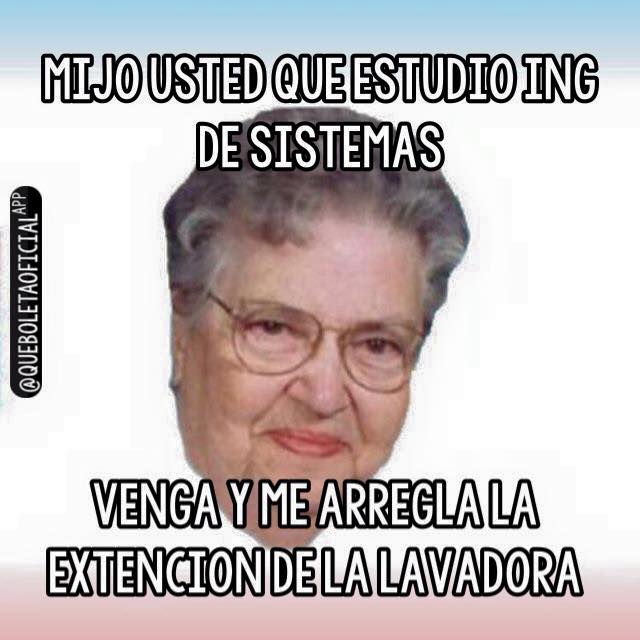 MIJO USTED QUE ESTUDIO ING
DE SISTEMAS
@QUEBOLETAOFICIAL APP
VENGA Y ME ARREGLA LA
EXTENCION DE LA LAVADORA